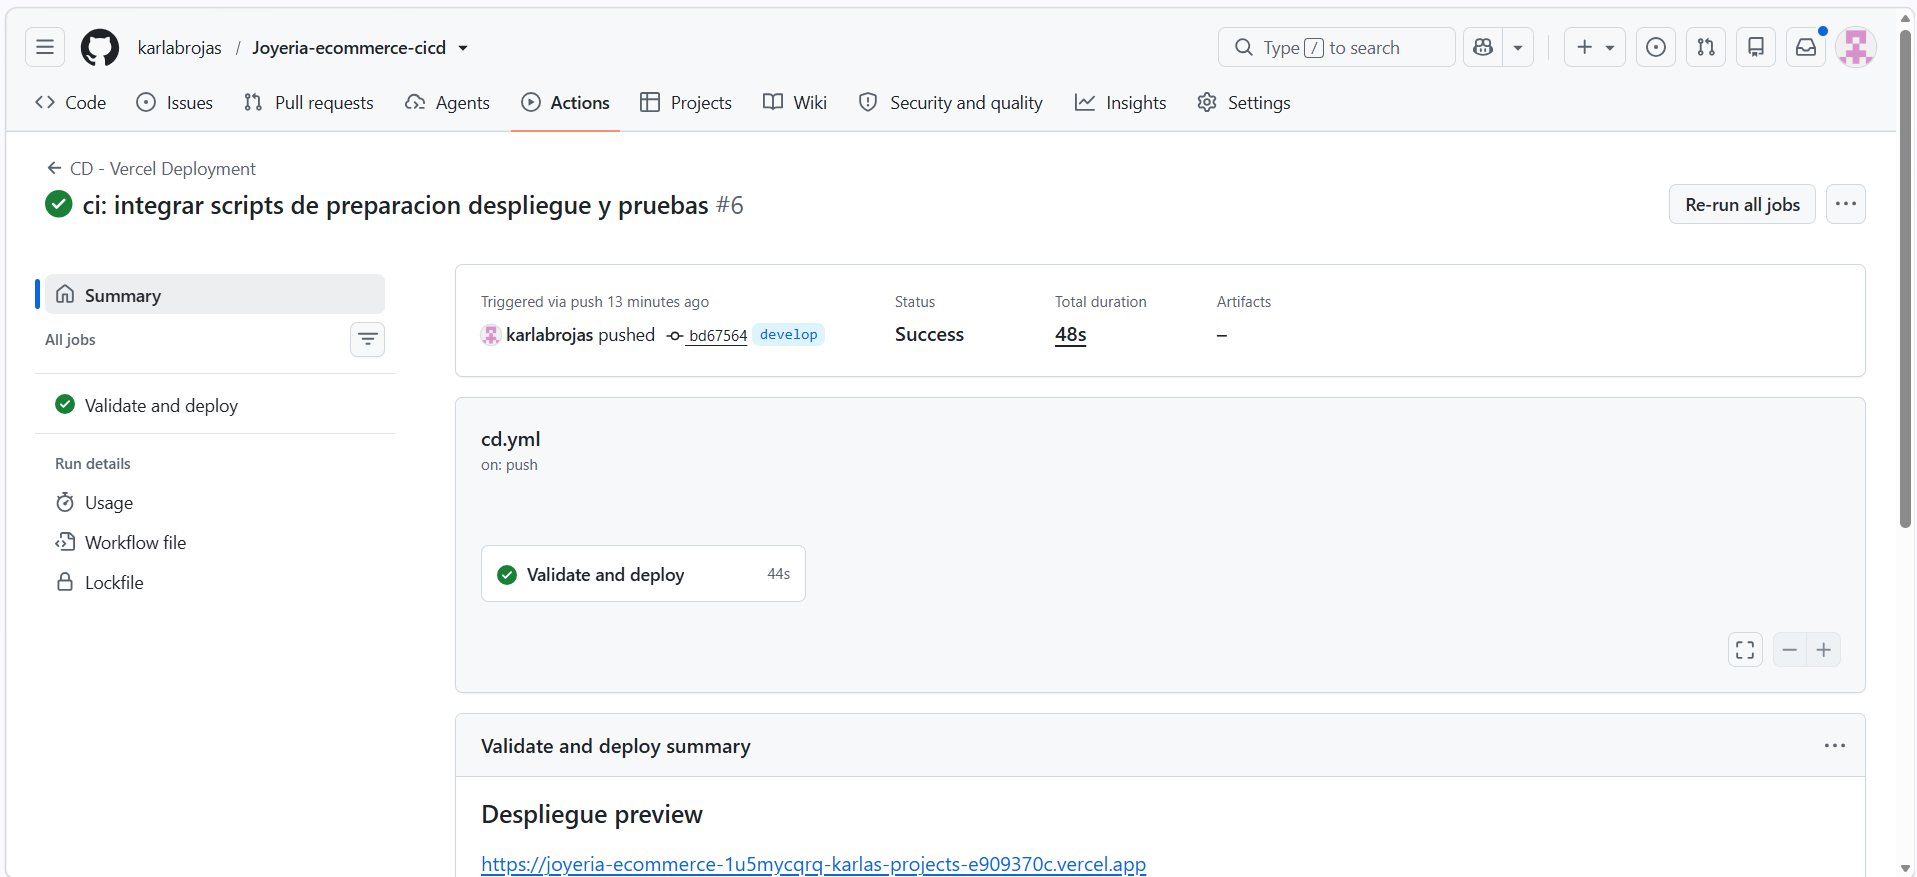 karlabrojas / Joyeria-ecommerce-cicd
Type / to search
Code
Issues
Pull requests
Agents
Actions
Projects
Wiki
Security and quality
Insights
Settings
CD - Vercel Deployment
ci: integrar scripts de preparacion despliegue y pruebas #6
Re-run all jobs
Summary
All jobs
Validate and deploy
Run details
Usage
Workflow file
Lockfile
Triggered via push 13 minutes ago
karlabrojas pushed bd67564 develop
Status
Success
Total duration
48s
Artifacts
–
cd.yml
on: push
Validate and deploy 44s
Validate and deploy summary
Despliegue preview
https://joyeria-ecommerce-1u5mycqrq-karlas-projects-e909370c.vercel.app